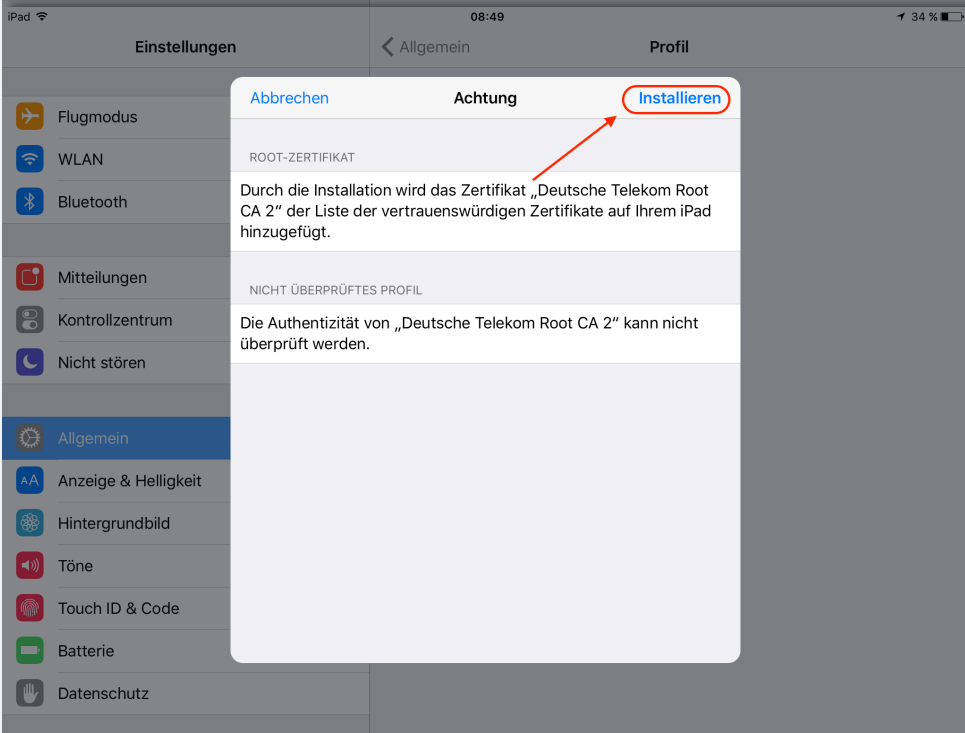 iPad 08:49 34 %
Einstellungen
Allgemein Profil
Abbrechen Achtung Installieren
Flugmodus
WLAN
Bluetooth
Mitteilungen
Kontrollzentrum
Nicht stören
Allgemein
Anzeige & Helligkeit
AA
Hintergrundbild
Töne
Touch ID & Code
Batterie
Datenschutz
ROOT-ZERTIFIKAT
Durch die Installation wird das Zertifikat „Deutsche Telekom Root
CA 2“ der Liste der vertrauenswürdigen Zertifikate auf Ihrem iPad
hinzugefügt.
NICHT ÜBERPRÜFTES PROFIL
Die Authentizität von „Deutsche Telekom Root CA 2“ kann nicht
überprüft werden.